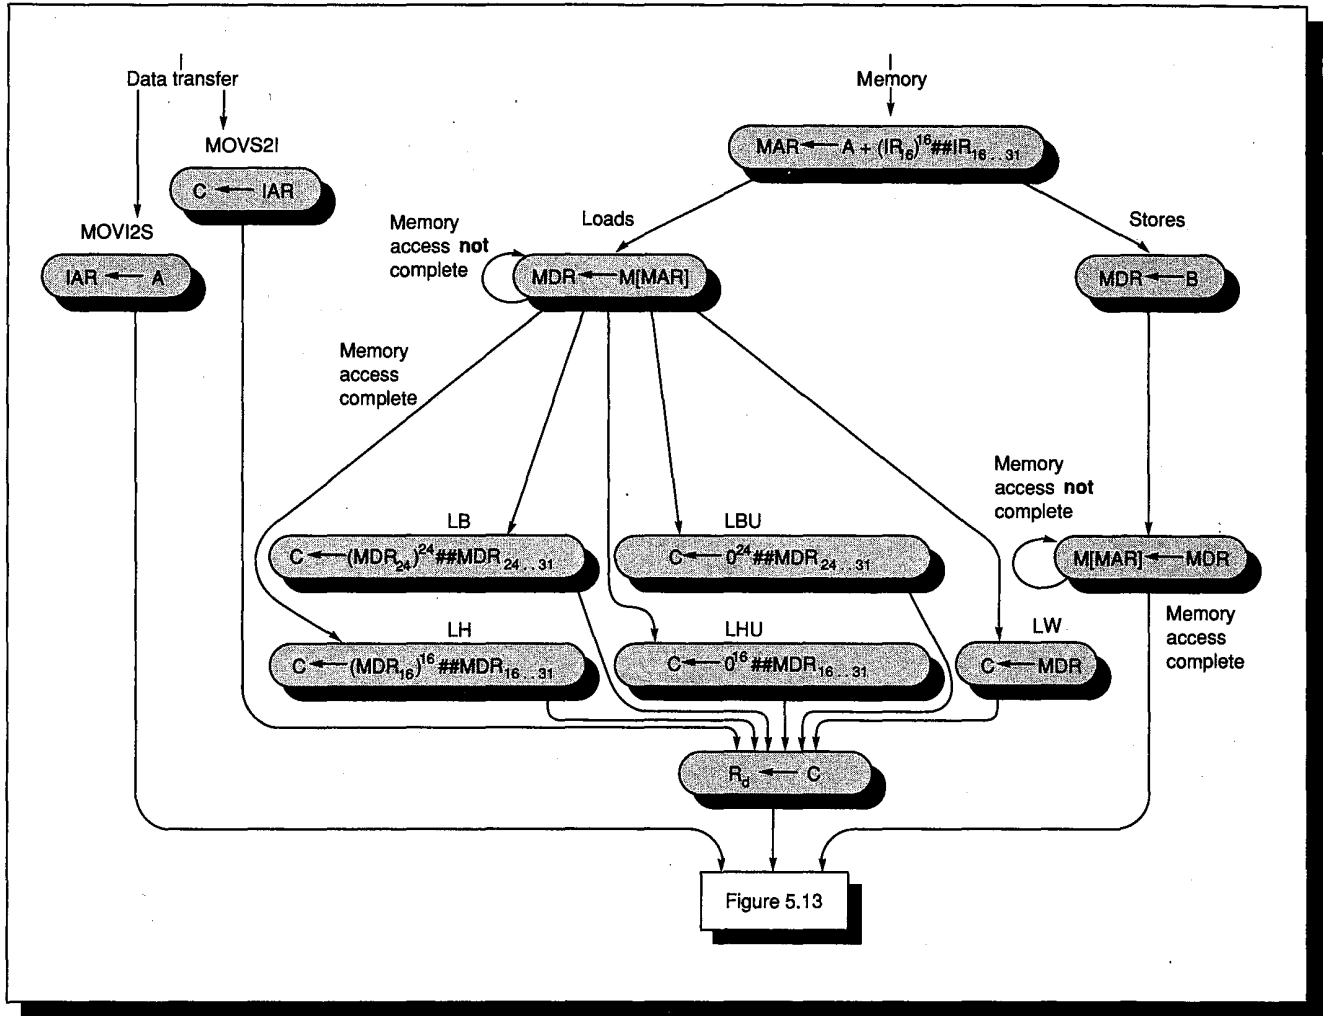 Data transfer
Memory
MOVS2I
MAR ← A + (IR₁₆)¹⁶##IR₁₆..₃₁
C ← IAR
Memory
access not
complete
Loads
Stores
MOVI2S
IAR ← A
MDR ← M[MAR]
MDR ← B
Memory
access
complete
Memory
access not
complete
LB
LBU
C ← (MDR₂₄)²⁴##MDR₂₄..₃₁
C ← 0²⁴##MDR₂₄..₃₁
M[MAR] ← MDR
Memory
access
complete
LH
LHU
LW
C ← (MDR₁₆)¹⁶##MDR₁₆..₃₁
C ← 0¹⁶##MDR₁₆..₃₁
C ← MDR
R_d ← C
Figure 5.13